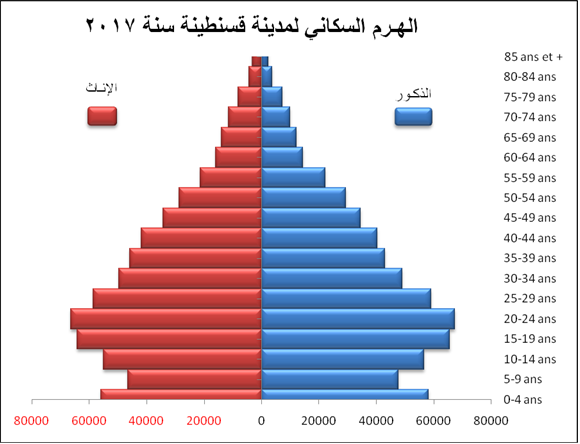 الهرم السكاني لمدينة قسنطينة سنة ٢٠١٧
الذكور
الإناث
85 ans et +
80-84 ans
75-79 ans
70-74 ans
65-69 ans
60-64 ans
55-59 ans
50-54 ans
45-49 ans
40-44 ans
35-39 ans
30-34 ans
25-29 ans
20-24 ans
15-19 ans
10-14 ans
5-9 ans
0-4 ans
80000 60000 40000 20000 0 20000 40000 60000 80000